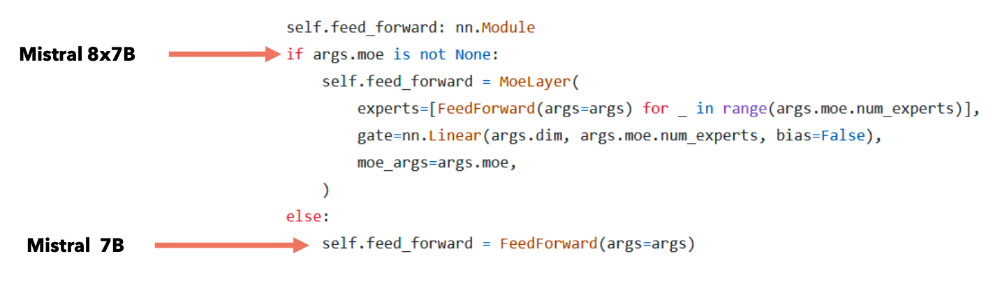 self.feed_forward: nn.Module
Mistral 8x7B
if args.moe is not None:
self.feed_forward = MoeLayer(
experts=[FeedForward(args=args) for _ in range(args.moe.num_experts)],
gate=nn.Linear(args.dim, args.moe.num_experts, bias=False),
moe_args=args.moe,
)
else:
Mistral 7B
self.feed_forward = FeedForward(args=args)